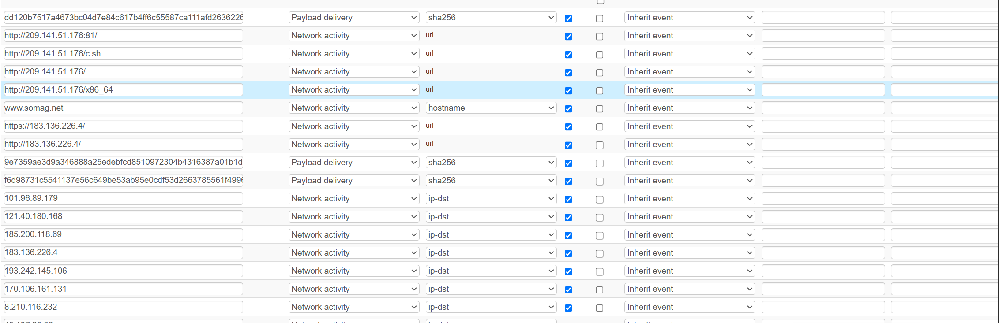 dd120b7517a4673bc04d7e84c617b4ff6c55587ca111afd2636226 Payload delivery sha256 Inherit event
http://209.141.51.176:81/ Network activity url Inherit event
http://209.141.51.176/c.sh Network activity url Inherit event
http://209.141.51.176/ Network activity url Inherit event
http://209.141.51.176/x86_64 Network activity url Inherit event
www.somag.net Network activity hostname Inherit event
https://183.136.226.4/ Network activity url Inherit event
http://183.136.226.4/ Network activity url Inherit event
9e7359ae3d9a346888a25edebfcd8510972304b4316387a01b1d Payload delivery sha256 Inherit event
f6d98731c5541137e56c649be53ab95e0cdf53d2663785561f4996 Payload delivery sha256 Inherit event
101.96.89.179 Network activity ip-dst Inherit event
121.40.180.168 Network activity ip-dst Inherit event
185.200.118.69 Network activity ip-dst Inherit event
183.136.226.4 Network activity ip-dst Inherit event
193.242.145.106 Network activity ip-dst Inherit event
170.106.161.131 Network activity ip-dst Inherit event
8.210.116.232 Network activity ip-dst Inherit event